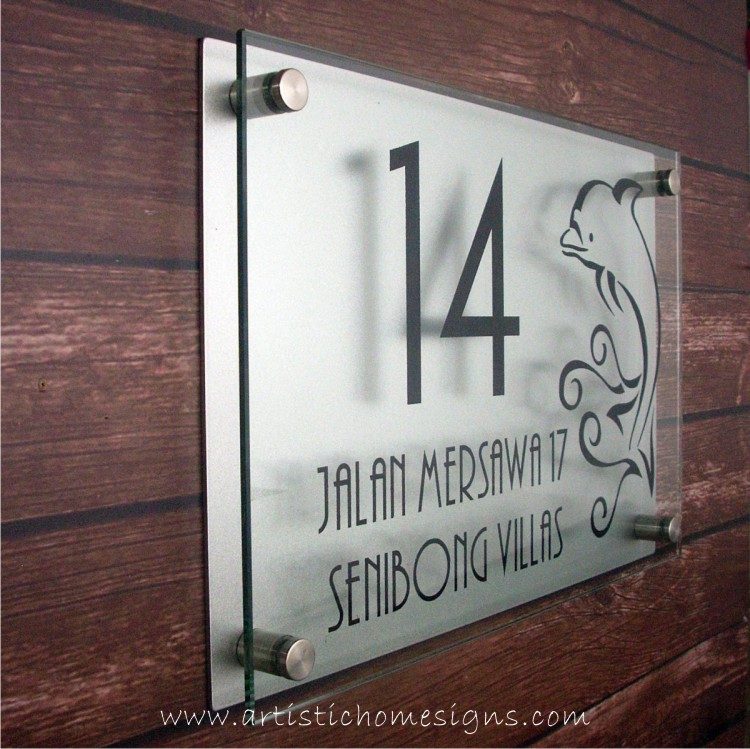 14
JALAN MERSAWA 17
SENIBONG VILLAS
www.artistichomesigns.com